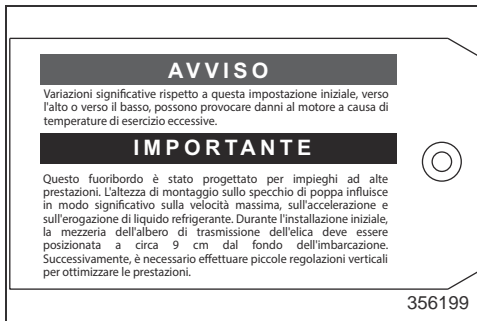 AVVISO
Variazioni significative rispetto a questa impostazione iniziale, verso
l'alto o verso il basso, possono provocare danni al motore a causa di
temperature di esercizio eccessive.
IMPORTANTE
Questo fuoribordo è stato progettato per impieghi ad alte
prestazioni. L'altezza di montaggio sullo specchio di poppa influisce
in modo significativo sulla velocità massima, sull'accelerazione e
sull'erogazione di liquido refrigerante. Durante l'installazione iniziale,
la mezzeria dell'albero di trasmissione dell'elica deve essere
posizionata a circa 9 cm dal fondo dell'imbarcazione.
Successivamente, è necessario effettuare piccole regolazioni verticali
per ottimizzare le prestazioni.
356199